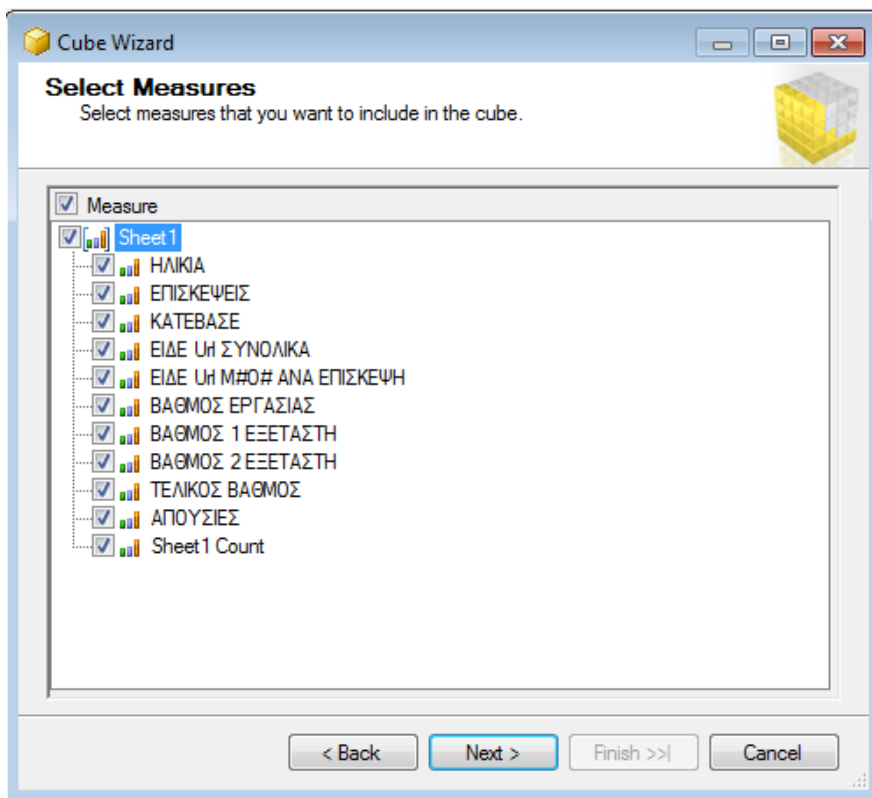 Cube Wizard
Select Measures
Select measures that you want to include in the cube.
Measure
Sheet1
ΗΛΙΚΙΑ
ΕΠΙΣΚΕΨΕΙΣ
ΚΑΤΕΒΑΣΕ
ΕΙΔΕ Url ΣΥΝΟΛΙΚΑ
ΕΙΔΕ Url Μ#Ο# ΑΝΑ ΕΠΙΣΚΕΨΗ
ΒΑΘΜΟΣ ΕΡΓΑΣΙΑΣ
ΒΑΘΜΟΣ 1 ΕΞΕΤΑΣΤΗ
ΒΑΘΜΟΣ 2 ΕΞΕΤΑΣΤΗ
ΤΕΛΙΚΟΣ ΒΑΘΜΟΣ
ΑΠΟΥΣΙΕΣ
Sheet1 Count
< Back Next > Finish >>| Cancel